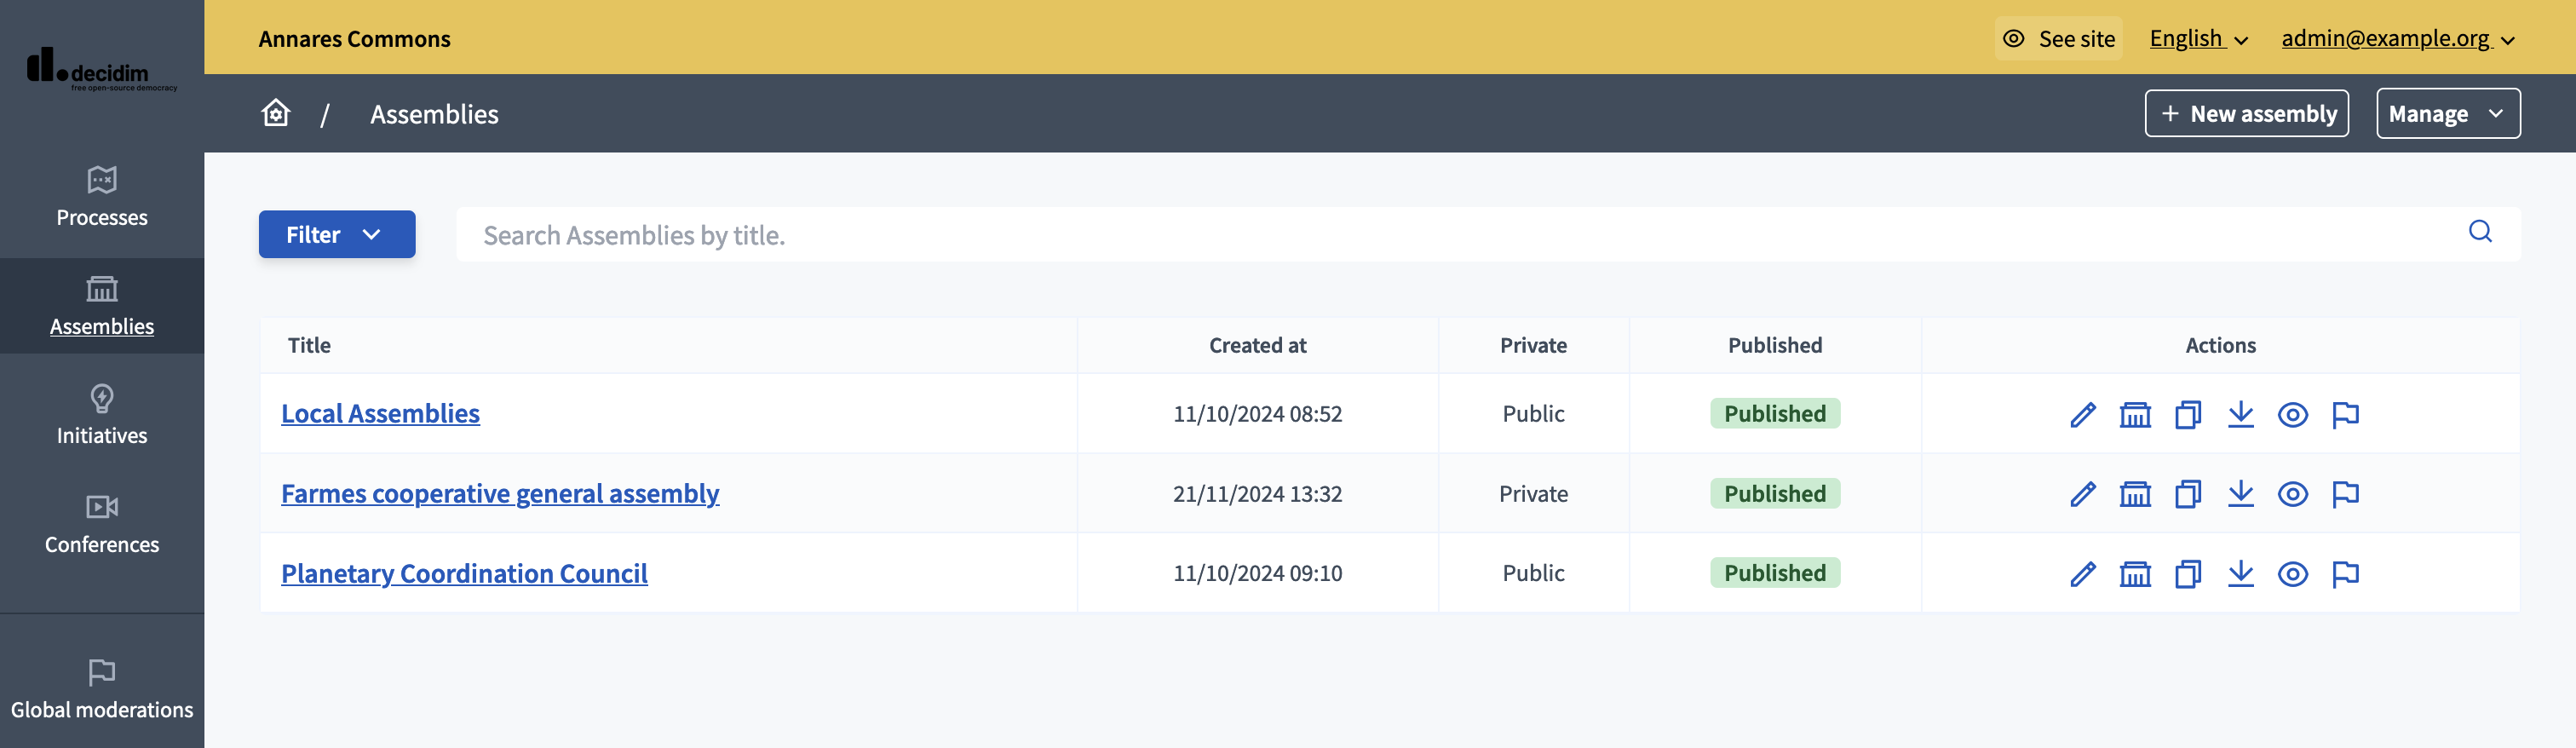 decidim
free open-source democracy
Annares Commons
See site
English
admin@example.org
/ Assemblies
+ New assembly
Manage
Processes
Assemblies
Initiatives
Conferences
Global moderations
Filter
Search Assemblies by title.
Title Created at Private Published Actions
Local Assemblies 11/10/2024 08:52 Public Published
Farmes cooperative general assembly 21/11/2024 13:32 Private Published
Planetary Coordination Council 11/10/2024 09:10 Public Published